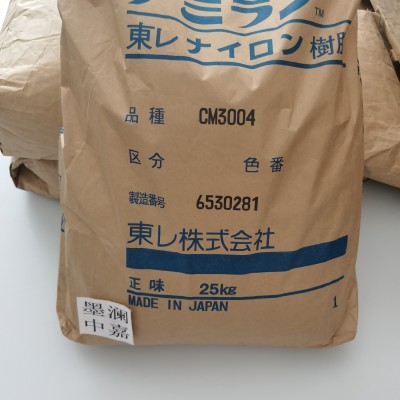 ミラン™
東レナイロン樹脂
品種 CM3004
区分 色番
製造番号 6530281
東レ株式会社
正味 25kg
MADE IN JAPAN 1
墨澜
中嘉